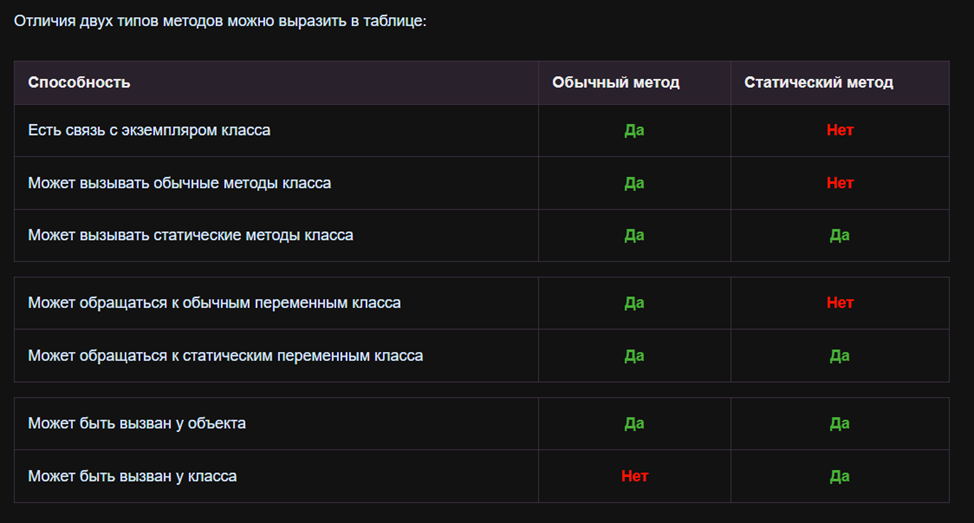 Отличия двух типов методов можно выразить в таблице:
Способность Обычный метод Статический метод
Есть связь с экземпляром класса Да Нет
Может вызывать обычные методы класса Да Нет
Может вызывать статические методы класса Да Да
Может обращаться к обычным переменным класса Да Нет
Может обращаться к статическим переменным класса Да Да
Может быть вызван у объекта Да Да
Может быть вызван у класса Нет Да